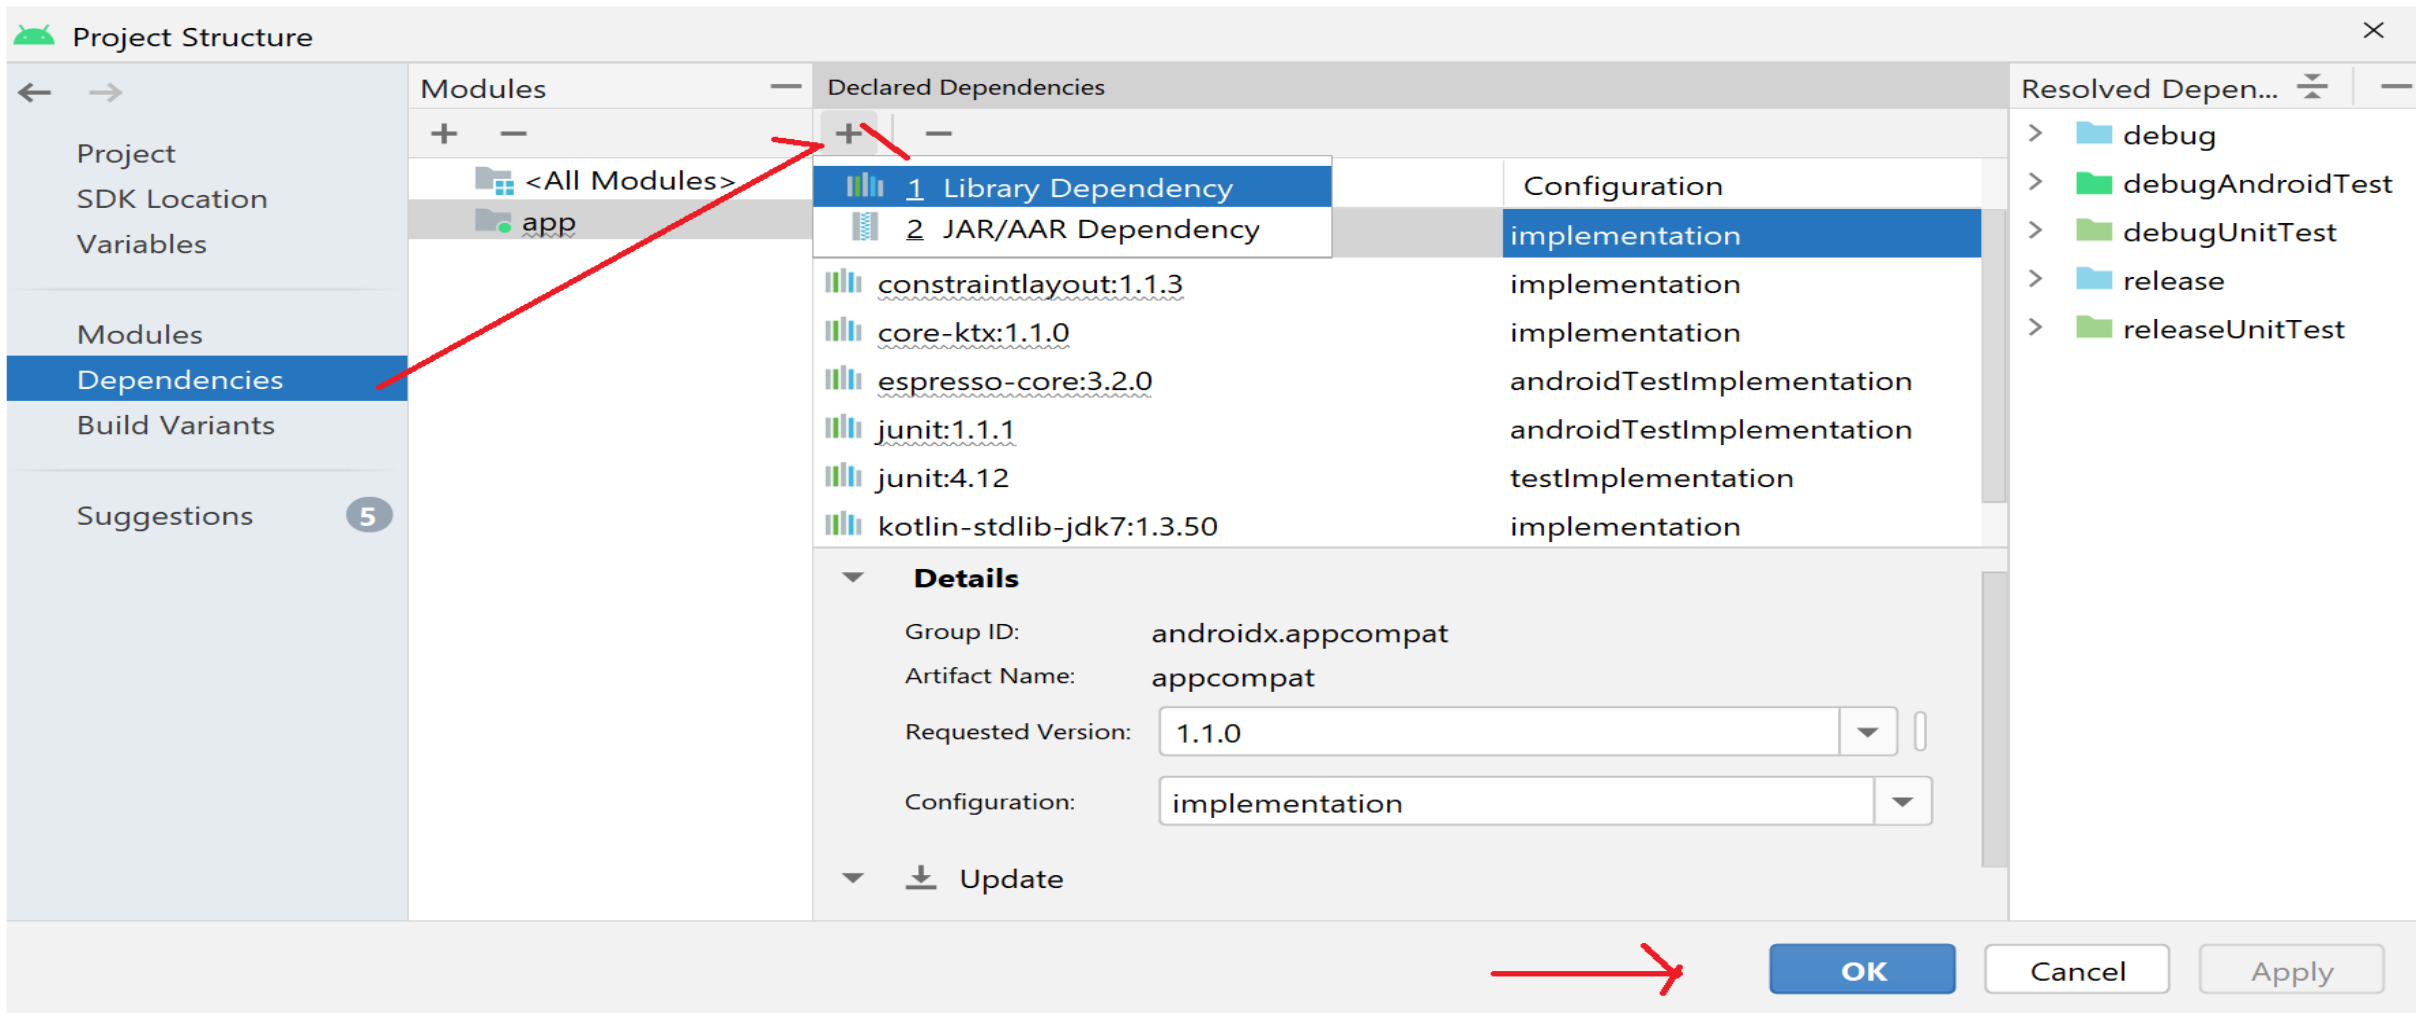 Project Structure
Project
SDK Location
Variables
Modules
Dependencies
Build Variants
Suggestions 5
Modules
<All Modules>
app
Declared Dependencies
1 Library Dependency
2 JAR/AAR Dependency
Configuration
implementation
constraintlayout:1.1.3 implementation
core-ktx:1.1.0 implementation
espresso-core:3.2.0 androidTestImplementation
junit:1.1.1 androidTestImplementation
junit:4.12 testImplementation
kotlin-stdlib-jdk7:1.3.50 implementation
Details
Group ID: androidx.appcompat
Artifact Name: appcompat
Requested Version: 1.1.0
Configuration: implementation
Update
Resolved Depen...
debug
debugAndroidTest
debugUnitTest
release
releaseUnitTest
OK Cancel Apply